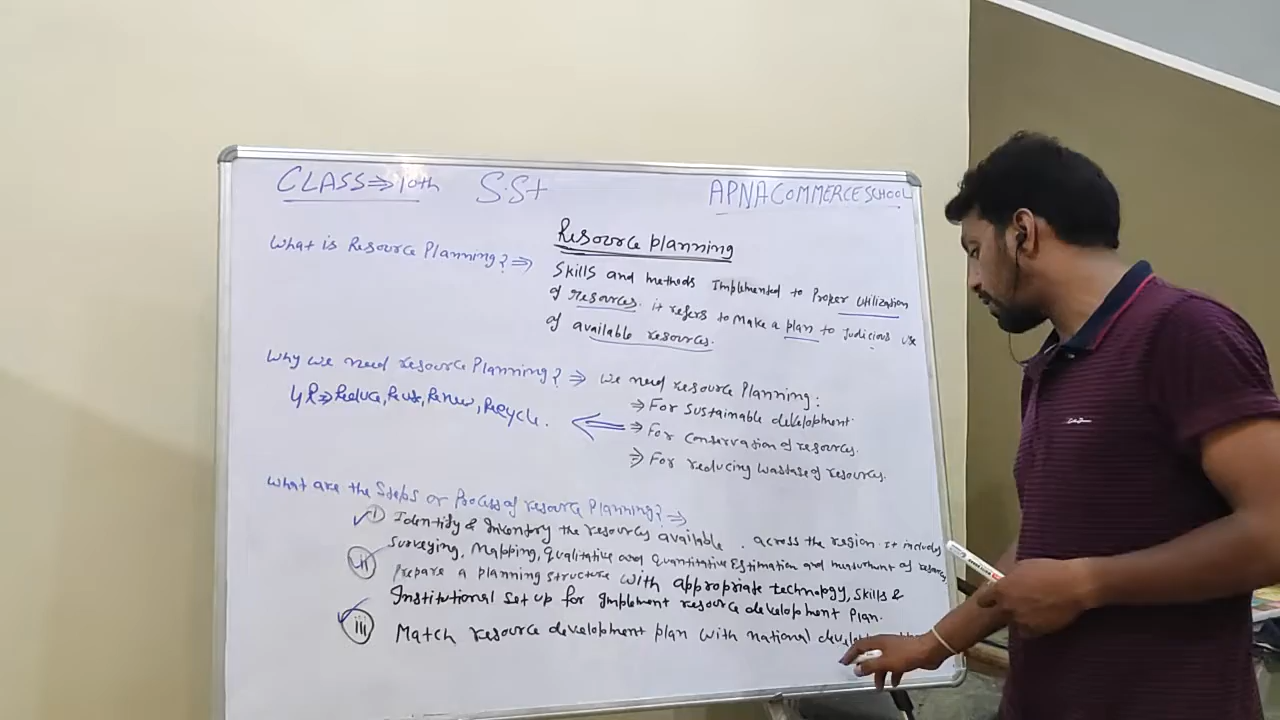 CLASS⇒10th S.St APNA COMMERCE SCHOOL
Resource planning
What is Resource Planning? ⇒
Skills and methods Implemented to Proper Utilization
of resources. it refers to Make a plan to Judicious use
of available resources.
Why we need resource Planning? ⇒ We need resource Planning:
⇒ For Sustainable development.
4R⇒Reduce, Reuse, Renew, Recycle.
⇒ For conservation of resources.
⇒ For reducing wastage of resources.
What are the Steps or Process of resource Planning? ⇒
i Identify & Inventory the resources available. across the region. it includes
Surveying, Mapping, Qualitative and Quantitative Estimation and measurment of resources
ii Prepare a planning structure with appropriate technology, skills &
Institutional set up for Implement resource development Plan.
iii Match resource development plan with national